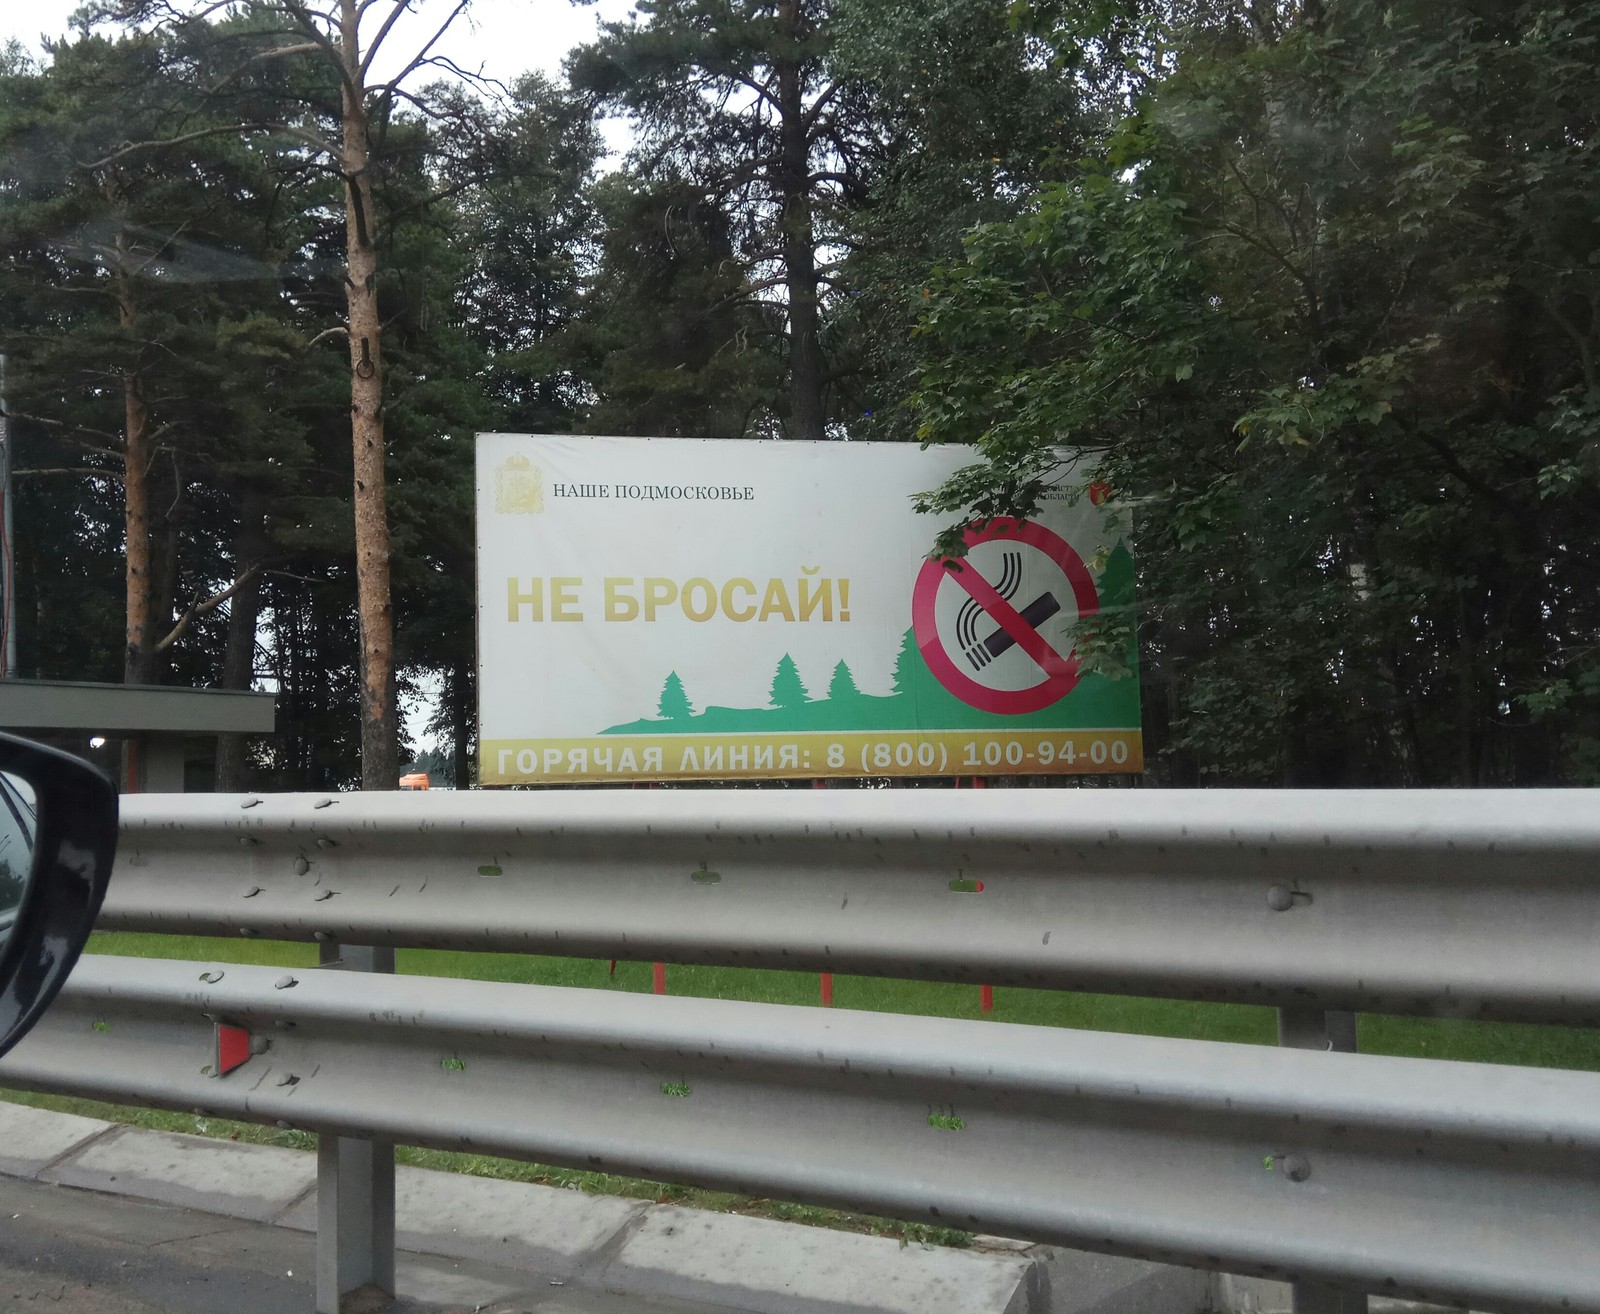 НАШЕ ПОДМОСКОВЬЕ
НЕ БРОСАЙ!
ГОРЯЧАЯ ЛИНИЯ: 8 (800) 100-94-00